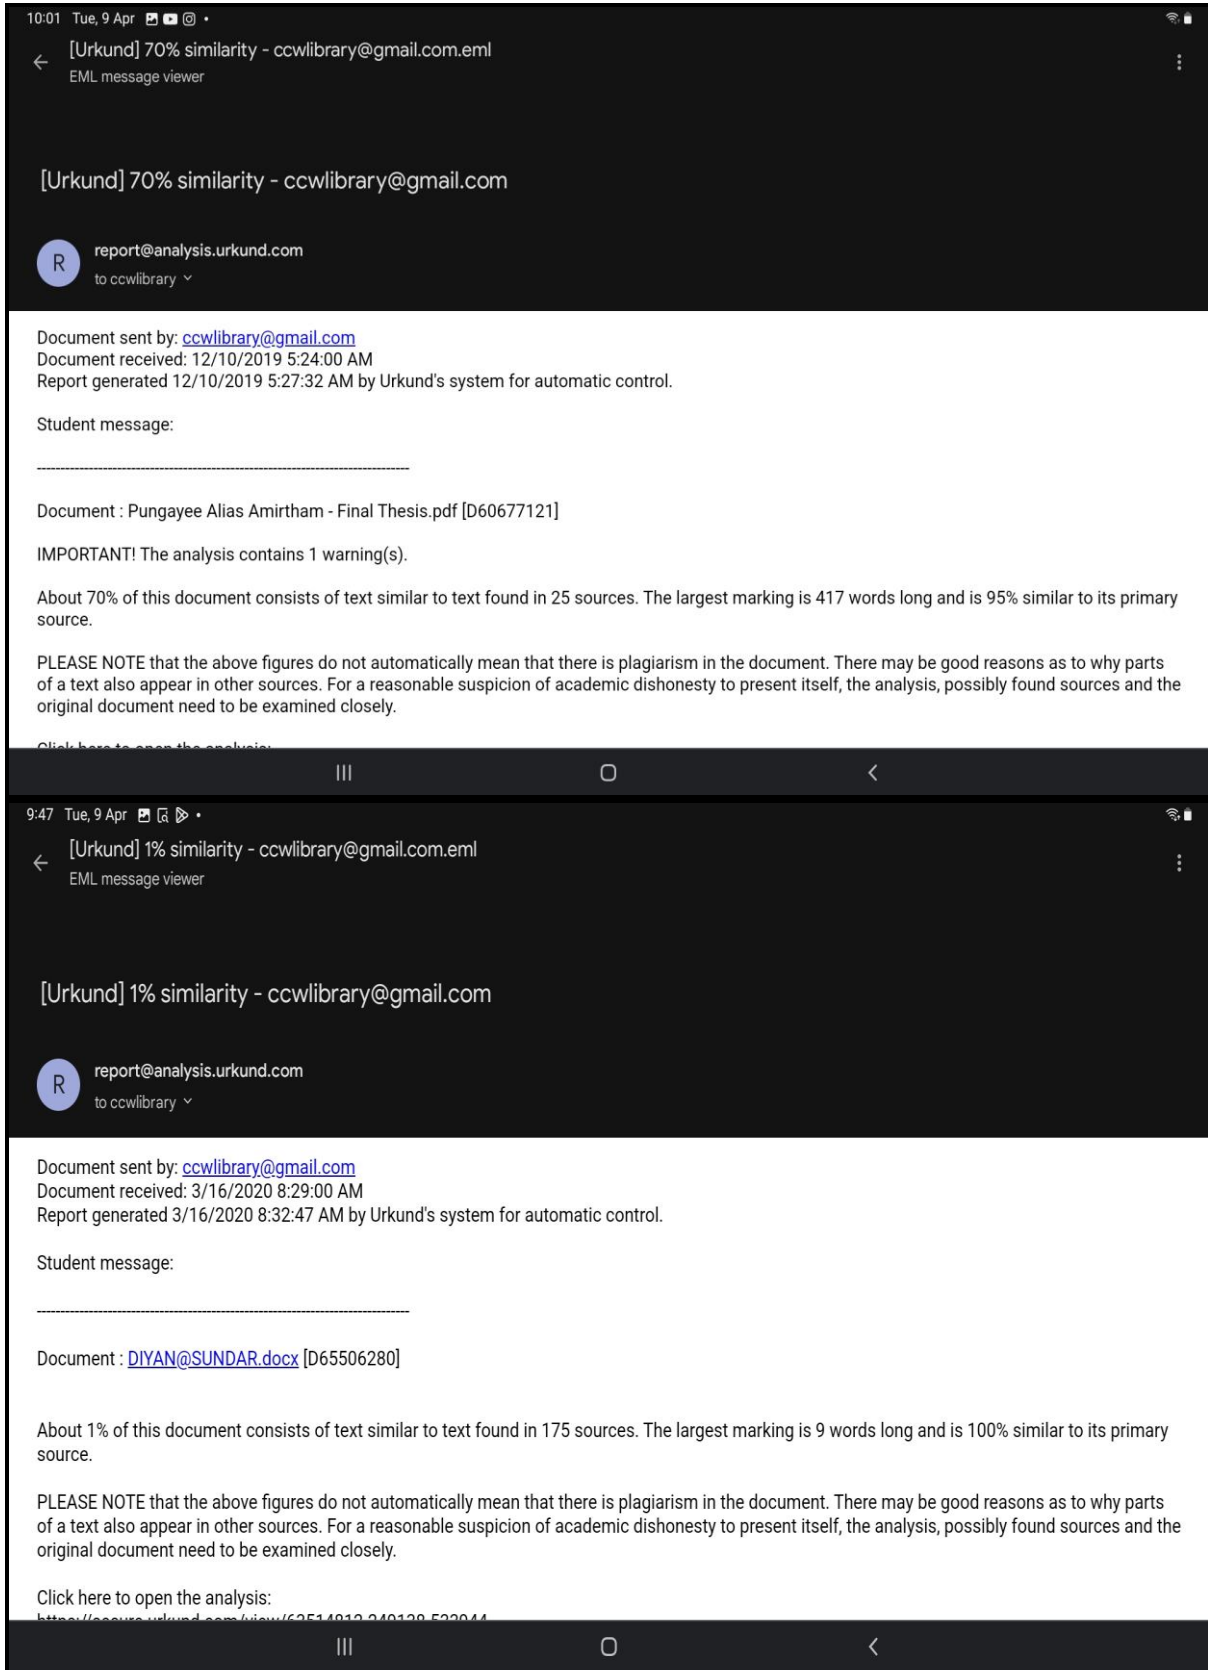 10:01 Tue, 9 Apr
[Urkund] 70% similarity - ccwlibrary@gmail.com.eml
EML message viewer
[Urkund] 70% similarity - ccwlibrary@gmail.com
R
report@analysis.urkund.com
to ccwlibrary
Document sent by: ccwlibrary@gmail.com
Document received: 12/10/2019 5:24:00 AM
Report generated 12/10/2019 5:27:32 AM by Urkund's system for automatic control.
Student message:
Document : Pungayee Alias Amirtham - Final Thesis.pdf [D60677121]
IMPORTANT! The analysis contains 1 warning(s).
About 70% of this document consists of text similar to text found in 25 sources. The largest marking is 417 words long and is 95% similar to its primary
source.
PLEASE NOTE that the above figures do not automatically mean that there is plagiarism in the document. There may be good reasons as to why parts
of a text also appear in other sources. For a reasonable suspicion of academic dishonesty to present itself, the analysis, possibly found sources and the
original document need to be examined closely.
Click here to open the analysis:
9:47 Tue, 9 Apr
[Urkund] 1% similarity - ccwlibrary@gmail.com.eml
EML message viewer
[Urkund] 1% similarity - ccwlibrary@gmail.com
R
report@analysis.urkund.com
to ccwlibrary
Document sent by: ccwlibrary@gmail.com
Document received: 3/16/2020 8:29:00 AM
Report generated 3/16/2020 8:32:47 AM by Urkund's system for automatic control.
Student message:
Document : DIYAN@SUNDAR.docx [D65506280]
About 1% of this document consists of text similar to text found in 175 sources. The largest marking is 9 words long and is 100% similar to its primary
source.
PLEASE NOTE that the above figures do not automatically mean that there is plagiarism in the document. There may be good reasons as to why parts
of a text also appear in other sources. For a reasonable suspicion of academic dishonesty to present itself, the analysis, possibly found sources and the
original document need to be examined closely.
Click here to open the analysis: